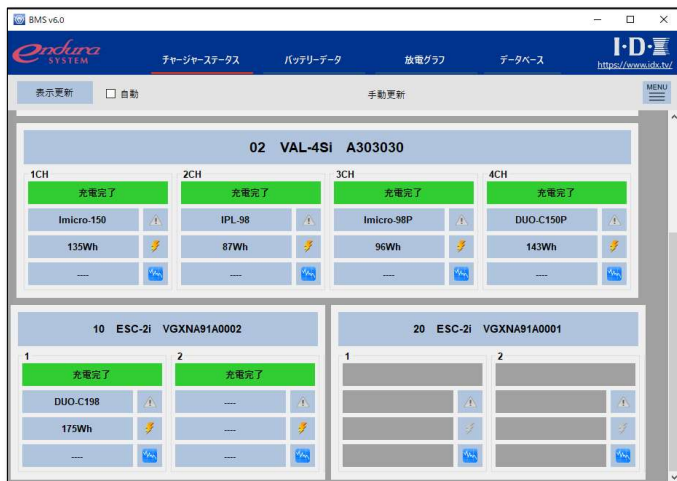 BMS v6.0
endura
SYSTEM
チャージャーステータス バッテリーデータ 放電グラフ データベース
I·D·X
https://www.idx.tv/
表示更新 自動 手動更新 MENU
02 VAL-4Si A303030
1CH 2CH 3CH 4CH
充電完了 充電完了 充電完了 充電完了
Imicro-150 IPL-98 Imicro-98P DUO-C150P
135Wh 87Wh 96Wh 143Wh
---- ---- ---- ----
10 ESC-2i VGXNA91A0002 20 ESC-2i VGXNA91A0001
1 2 1 2
充電完了 充電完了
DUO-C198 ----
175Wh ----
---- ----